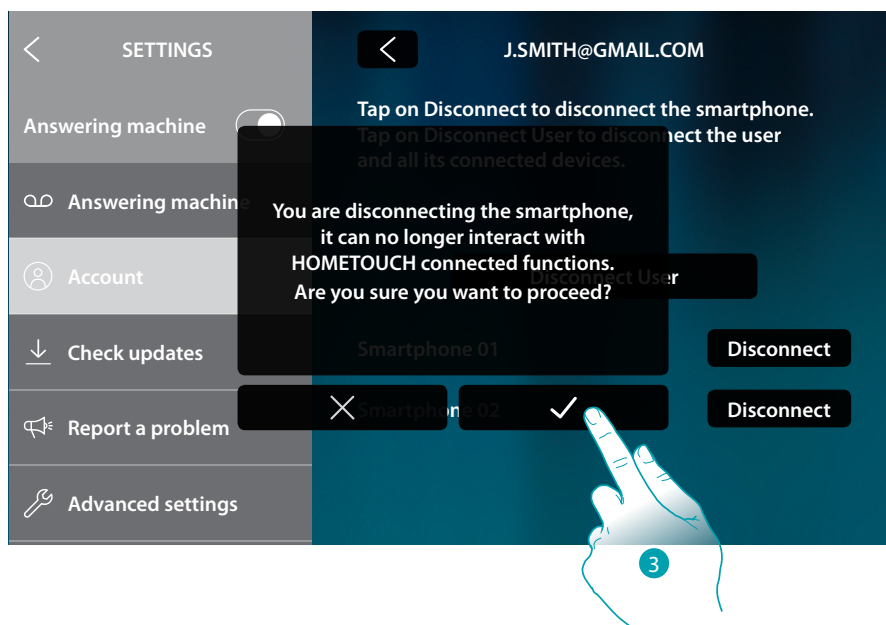 SETTINGS
Answering machine
Answering machine
Account
Check updates
Report a problem
Advanced settings
J.SMITH@GMAIL.COM
Tap on Disconnect to disconnect the smartphone.
Tap on Disconnect User to disconnect the user
and all its connected devices.
Disconnect User
Smartphone 01
Disconnect
Smartphone 02
Disconnect
You are disconnecting the smartphone,
it can no longer interact with
HOMETOUCH connected functions.
Are you sure you want to proceed?
3